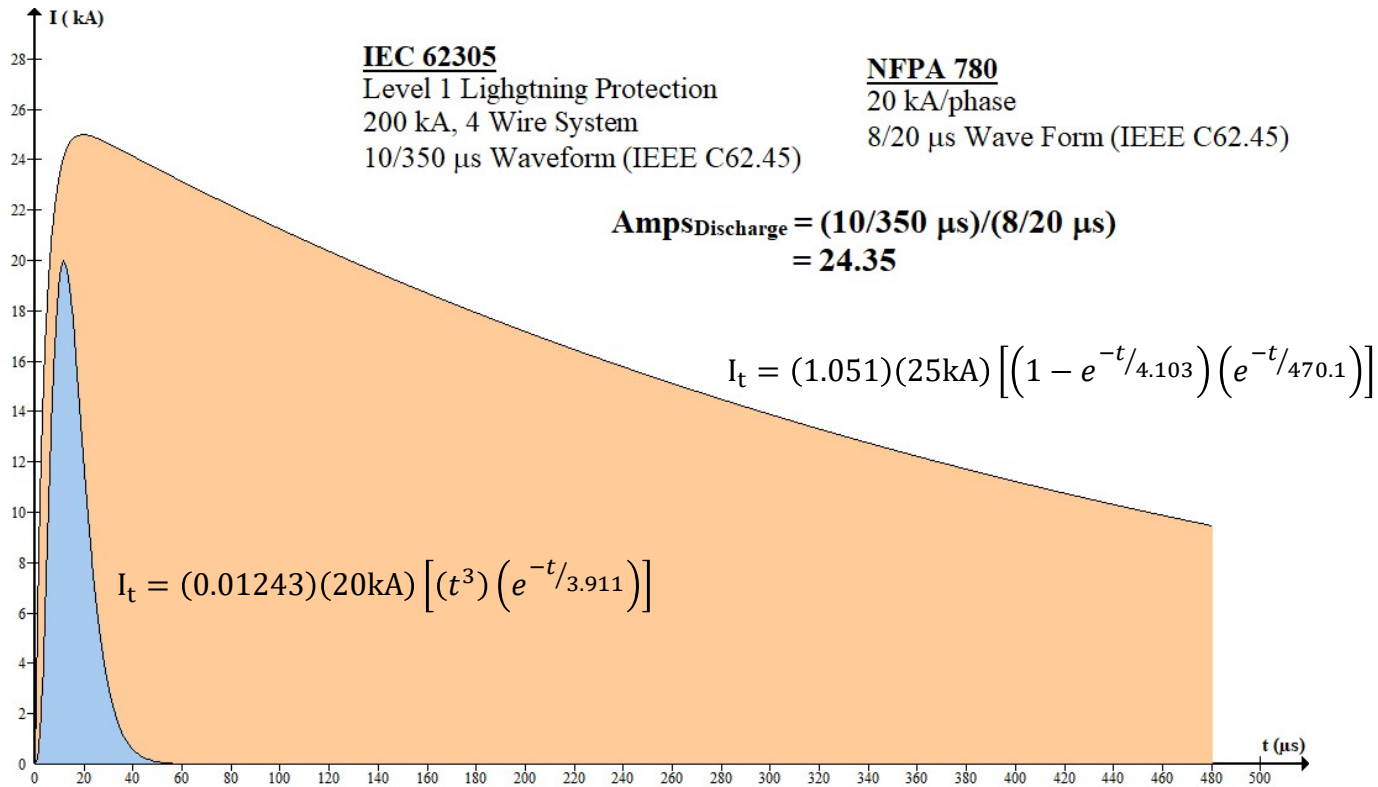 I ( kA)
IEC 62305
Level 1 Lighgtning Protection
200 kA, 4 Wire System
10/350 μs Waveform (IEEE C62.45)
NFPA 780
20 kA/phase
8/20 μs Wave Form (IEEE C62.45)
Amps_Discharge = (10/350 μs)/(8/20 μs)
= 24.35
I_t = (1.051)(25kA) [(1 − e^−t/4.103) (e^−t/470.1)]
I_t = (0.01243)(20kA) [(t³) (e^−t/3.911)]
28
26
24
22
20
18
16
14
12
10
8
6
4
2
0
t (μs)
0 20 40 60 80 100 120 140 160 180 200 220 240 260 280 300 320 340 360 380 400 420 440 460 480 500